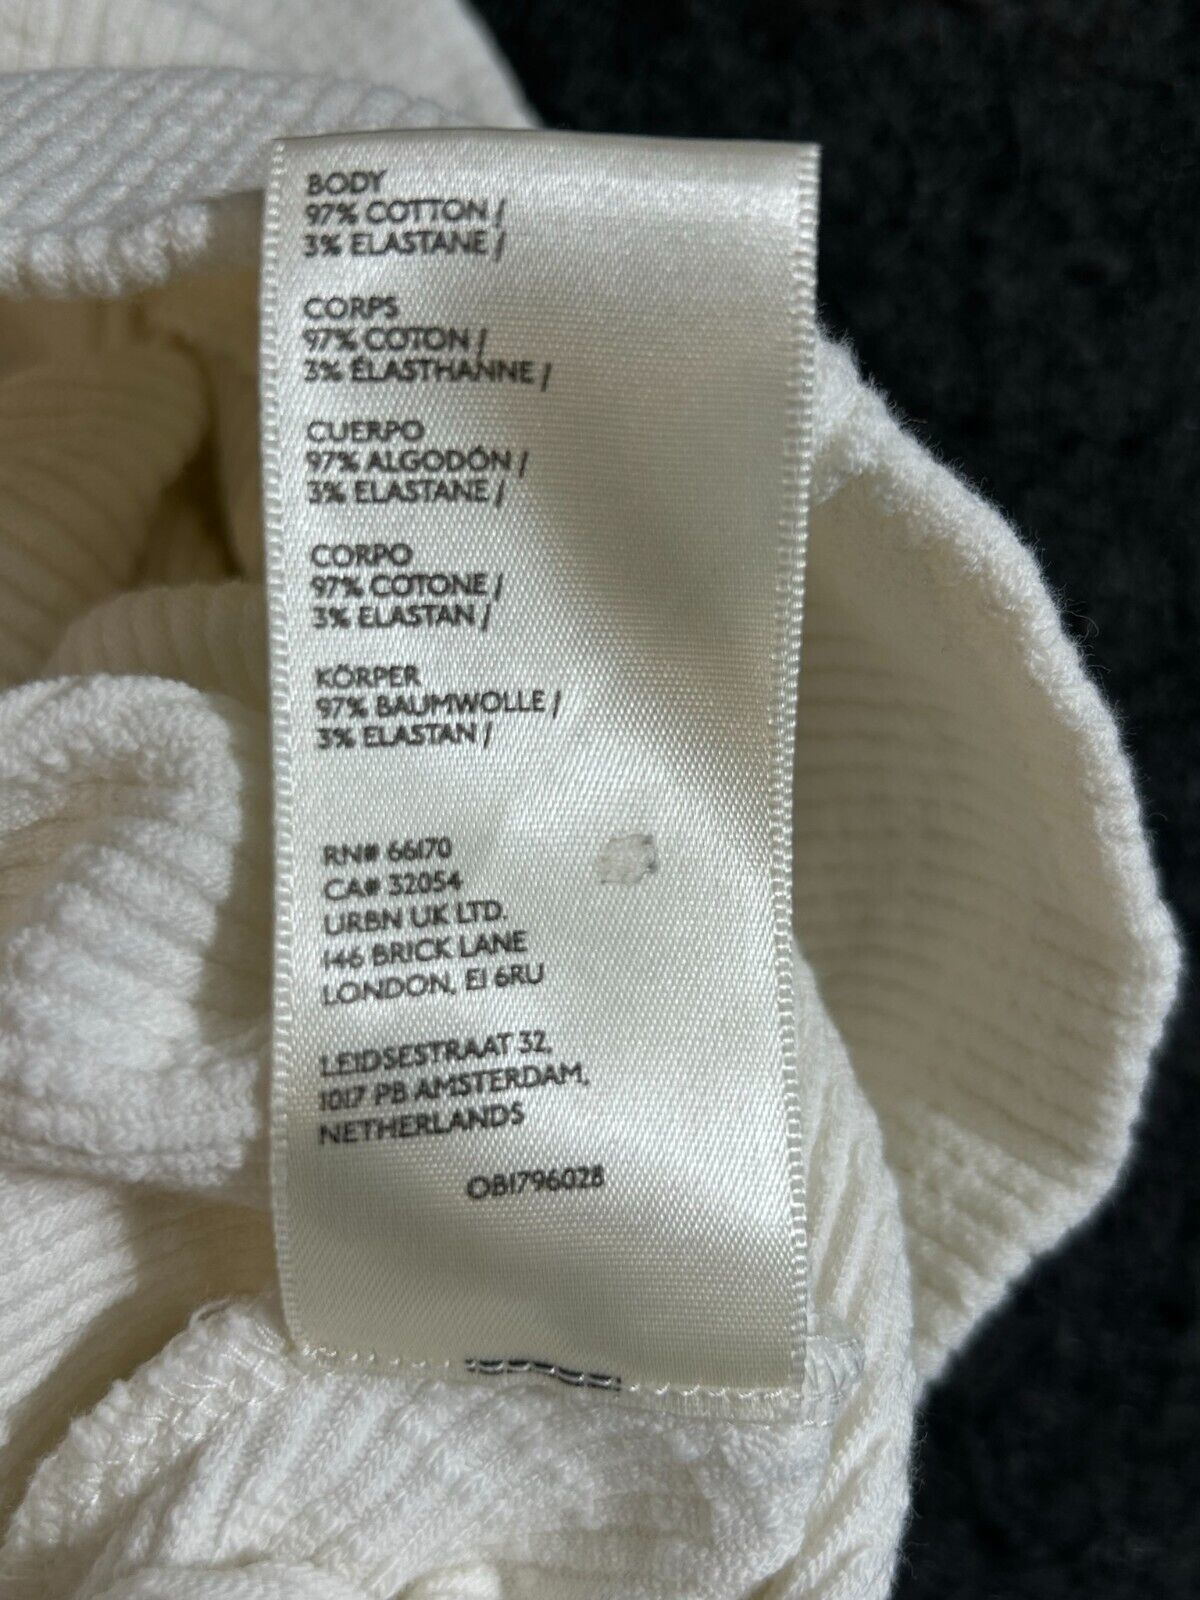 BODY
97% COTTON /
3% ELASTANE /
CORPS
97% COTON /
3% ÉLASTHANNE /
CUERPO
97% ALGODÓN /
3% ELASTANE /
CORPO
97% COTONE /
3% ELASTAN /
KÖRPER
97% BAUMWOLLE /
3% ELASTAN /
RN# 66170
CA# 32054
URBN UK LTD.
146 BRICK LANE
LONDON, E1 6RU
LEIDSESTRAAT 32,
1017 PB AMSTERDAM,
NETHERLANDS
OB1796028